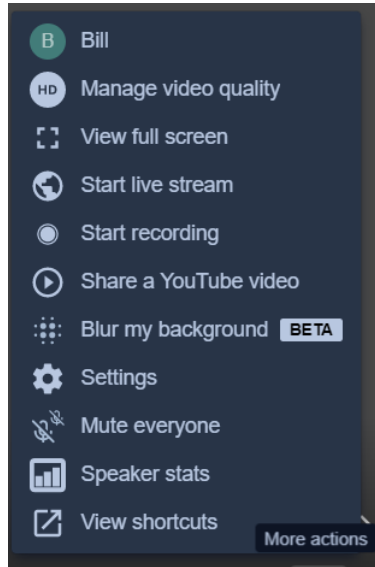 B Bill
HD Manage video quality
View full screen
Start live stream
Start recording
Share a YouTube video
Blur my background BETA
Settings
Mute everyone
Speaker stats
View shortcuts
More actions